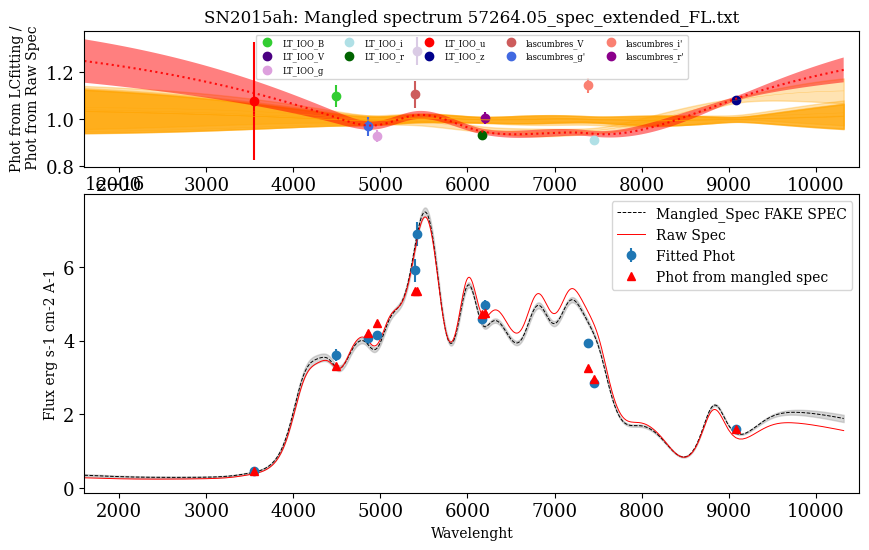 SN2015ah: Mangled spectrum 57264.05_spec_extended_FL.txt
Phot from LCfitting /
Phot from Raw Spec
LT_IOO_B LT_IOO_i LT_IOO_u lascumbres_V lascumbres_i'
LT_IOO_V LT_IOO_r LT_IOO_z lascumbres_g' lascumbres_r'
LT_IOO_g
1.2
1.0
0.8
2000 3000 4000 5000 6000 7000 8000 9000 10000
1e−16
Mangled_Spec FAKE SPEC
Raw Spec
Fitted Phot
Phot from mangled spec
Flux erg s-1 cm-2 A-1
6
4
2
0
2000 3000 4000 5000 6000 7000 8000 9000 10000
Wavelenght